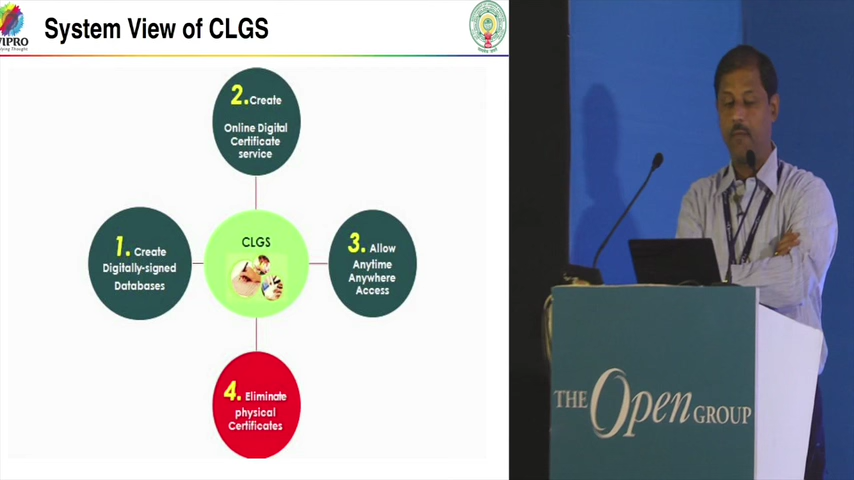 System View of CLGS
2. Create
Online Digital
Certificate
service
1. Create
Digitally-signed
Databases
CLGS
3. Allow
Anytime
Anywhere
Access
4. Eliminate
physical
Certificates
THE Open GROUP